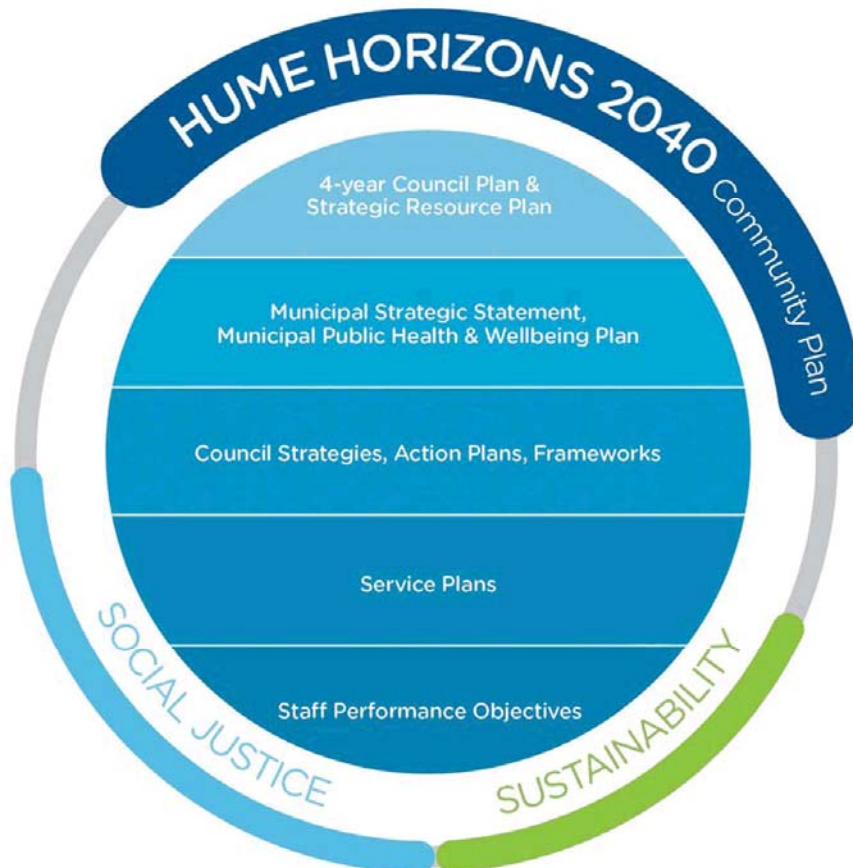 HUME HORIZONS 2040 Community Plan
4-year Council Plan &
Strategic Resource Plan
Municipal Strategic Statement,
Municipal Public Health & Wellbeing Plan
Council Strategies, Action Plans, Frameworks
Service Plans
Staff Performance Objectives
SOCIAL JUSTICE
SUSTAINABILITY